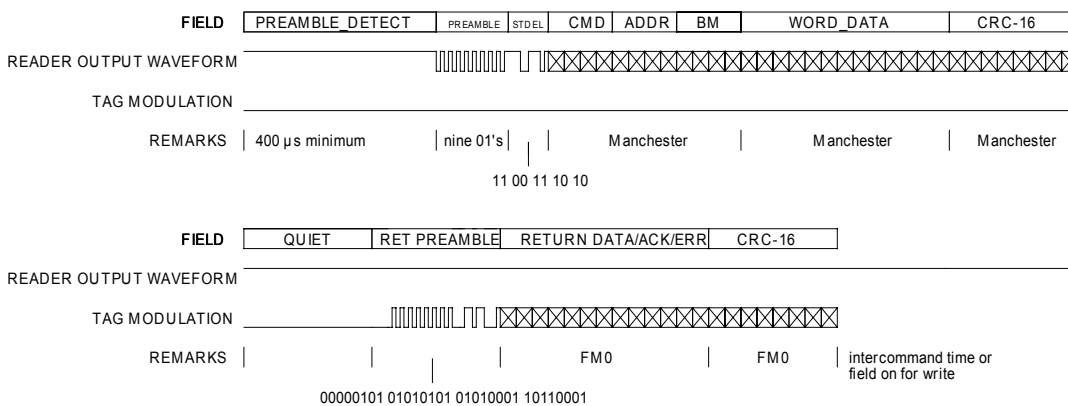 FIELD PREAMBLE_DETECT PREAMBLE STDEL CMD ADDR BM WORD_DATA CRC-16
READER OUTPUT WAVEFORM
TAG MODULATION
REMARKS 400 µs minimum nine 01's Manchester Manchester Manchester
11 00 11 10 10
FIELD QUIET RET PREAMBLE RETURN DATA/ACK/ERR CRC-16
READER OUTPUT WAVEFORM
TAG MODULATION
REMARKS FM0 FM0 intercommand time or
field on for write
00000101 01010101 01010001 10110001